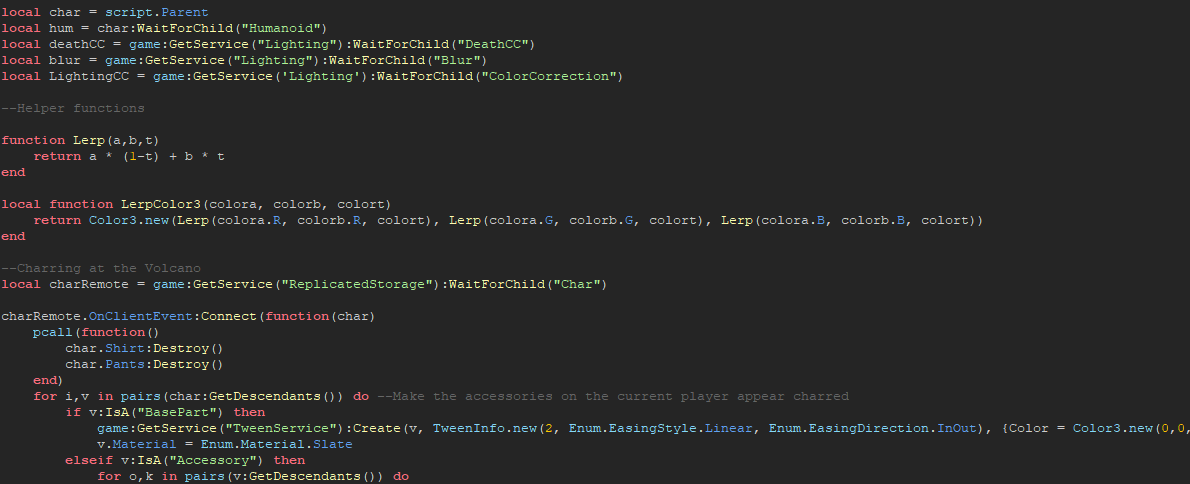 local char = script.Parent
local hum = char:WaitForChild("Humanoid")
local deathCC = game:GetService("Lighting"):WaitForChild("DeathCC")
local blur = game:GetService("Lighting"):WaitForChild("Blur")
local LightingCC = game:GetService('Lighting'):WaitForChild("ColorCorrection")

--Helper functions

function Lerp(a,b,t)
    return a * (1-t) + b * t
end

local function LerpColor3(colora, colorb, colort)
    return Color3.new(Lerp(colora.R, colorb.R, colort), Lerp(colora.G, colorb.G, colort), Lerp(colora.B, colorb.B, colort))
end

--Charring at the Volcano
local charRemote = game:GetService("ReplicatedStorage"):WaitForChild("Char")

charRemote.OnClientEvent:Connect(function(char)
    pcall(function()
        char.Shirt:Destroy()
        char.Pants:Destroy()
    end)
    for i,v in pairs(char:GetDescendants()) do --Make the accessories on the current player appear charred
        if v:IsA("BasePart") then
            game:GetService("TweenService"):Create(v, TweenInfo.new(2, Enum.EasingStyle.Linear, Enum.EasingDirection.InOut), {Color = Color3.new(0,0,
            v.Material = Enum.Material.Slate
        elseif v:IsA("Accessory") then
            for o,k in pairs(v:GetDescendants()) do